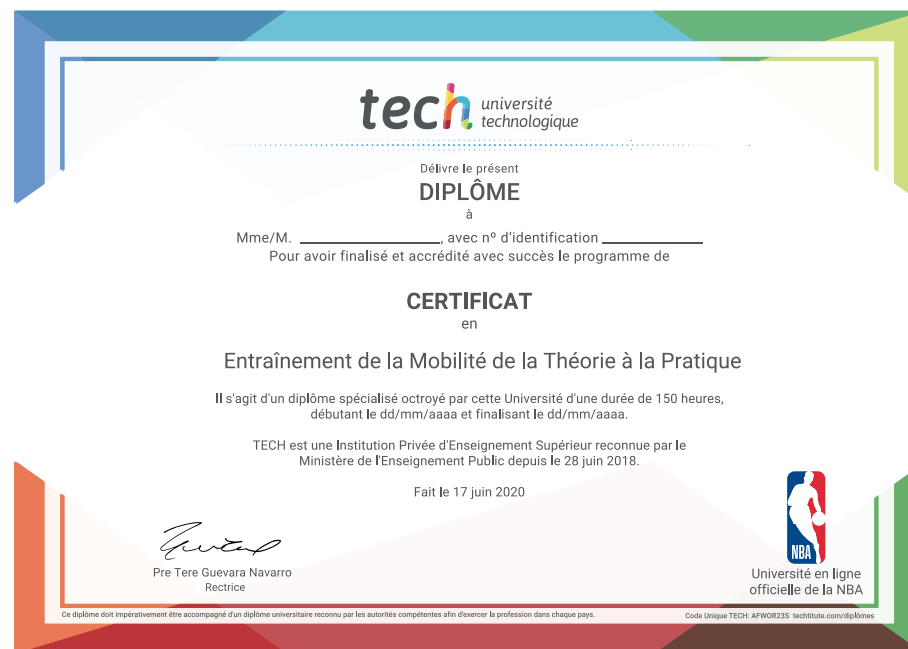 tech université
technologique
Délivre le présent
DIPLÔME
à
Mme/M. ____________________, avec nº d'identification ______________
Pour avoir finalisé et accrédité avec succès le programme de
CERTIFICAT
en
Entraînement de la Mobilité de la Théorie à la Pratique
Il s'agit d'un diplôme spécialisé octroyé par cette Université d'une durée de 150 heures,
débutant le dd/mm/aaaa et finalisant le dd/mm/aaaa.
TECH est une Institution Privée d'Enseignement Supérieur reconnue par le
Ministère de l'Enseignement Public depuis le 28 juin 2018.
Fait le 17 juin 2020
Pre Tere Guevara Navarro
Rectrice
NBA
Université en ligne
officielle de la NBA
Ce diplôme doit impérativement être accompagné d'un diplôme universitaire reconnu par les autorités compétentes afin d'exercer la profession dans chaque pays.
Code Unique TECH: AFWOR23S techtitute.com/diplômes